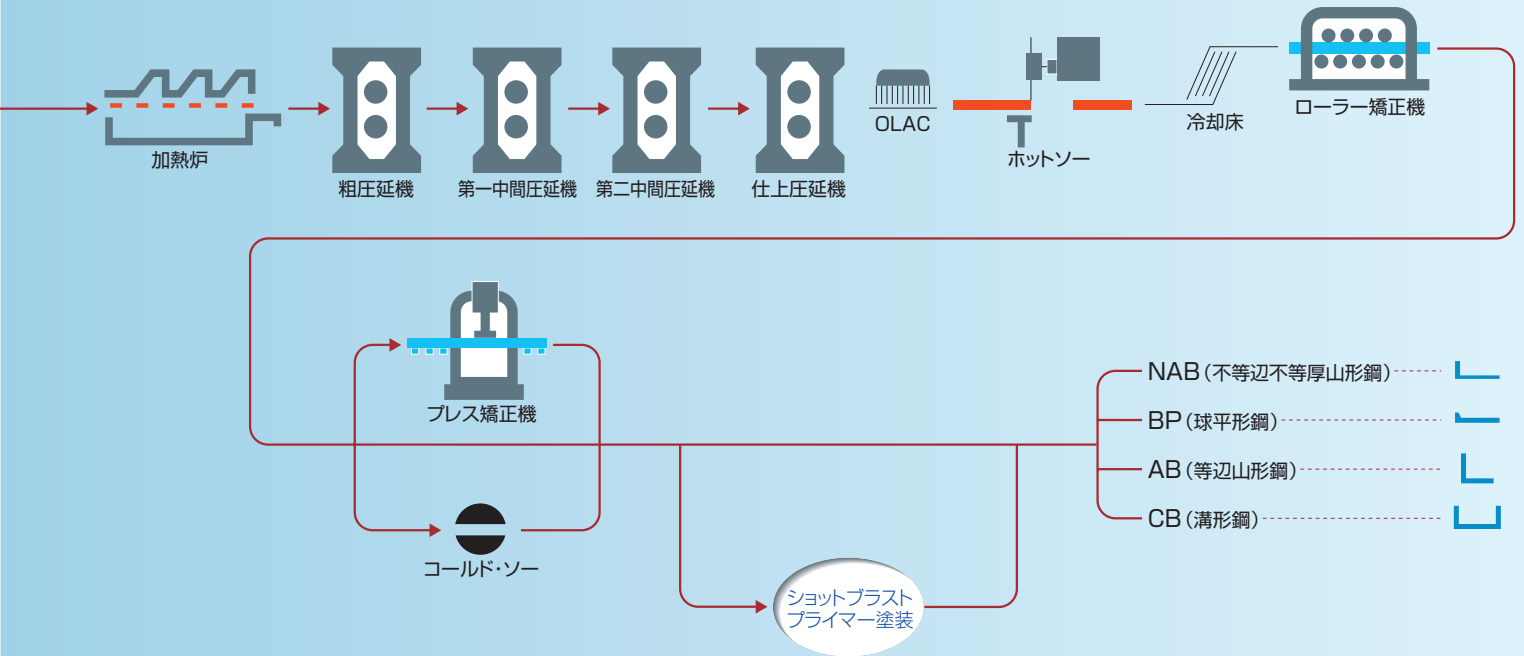 加熱炉
粗圧延機
第一中間圧延機
第二中間圧延機
仕上圧延機
OLAC
ホットソー
冷却床
ローラー矯正機
プレス矯正機
コールド・ソー
ショットブラスト
プライマー塗装
NAB(不等辺不等厚山形鋼)
BP(球平形鋼)
AB(等辺山形鋼)
CB(溝形鋼)